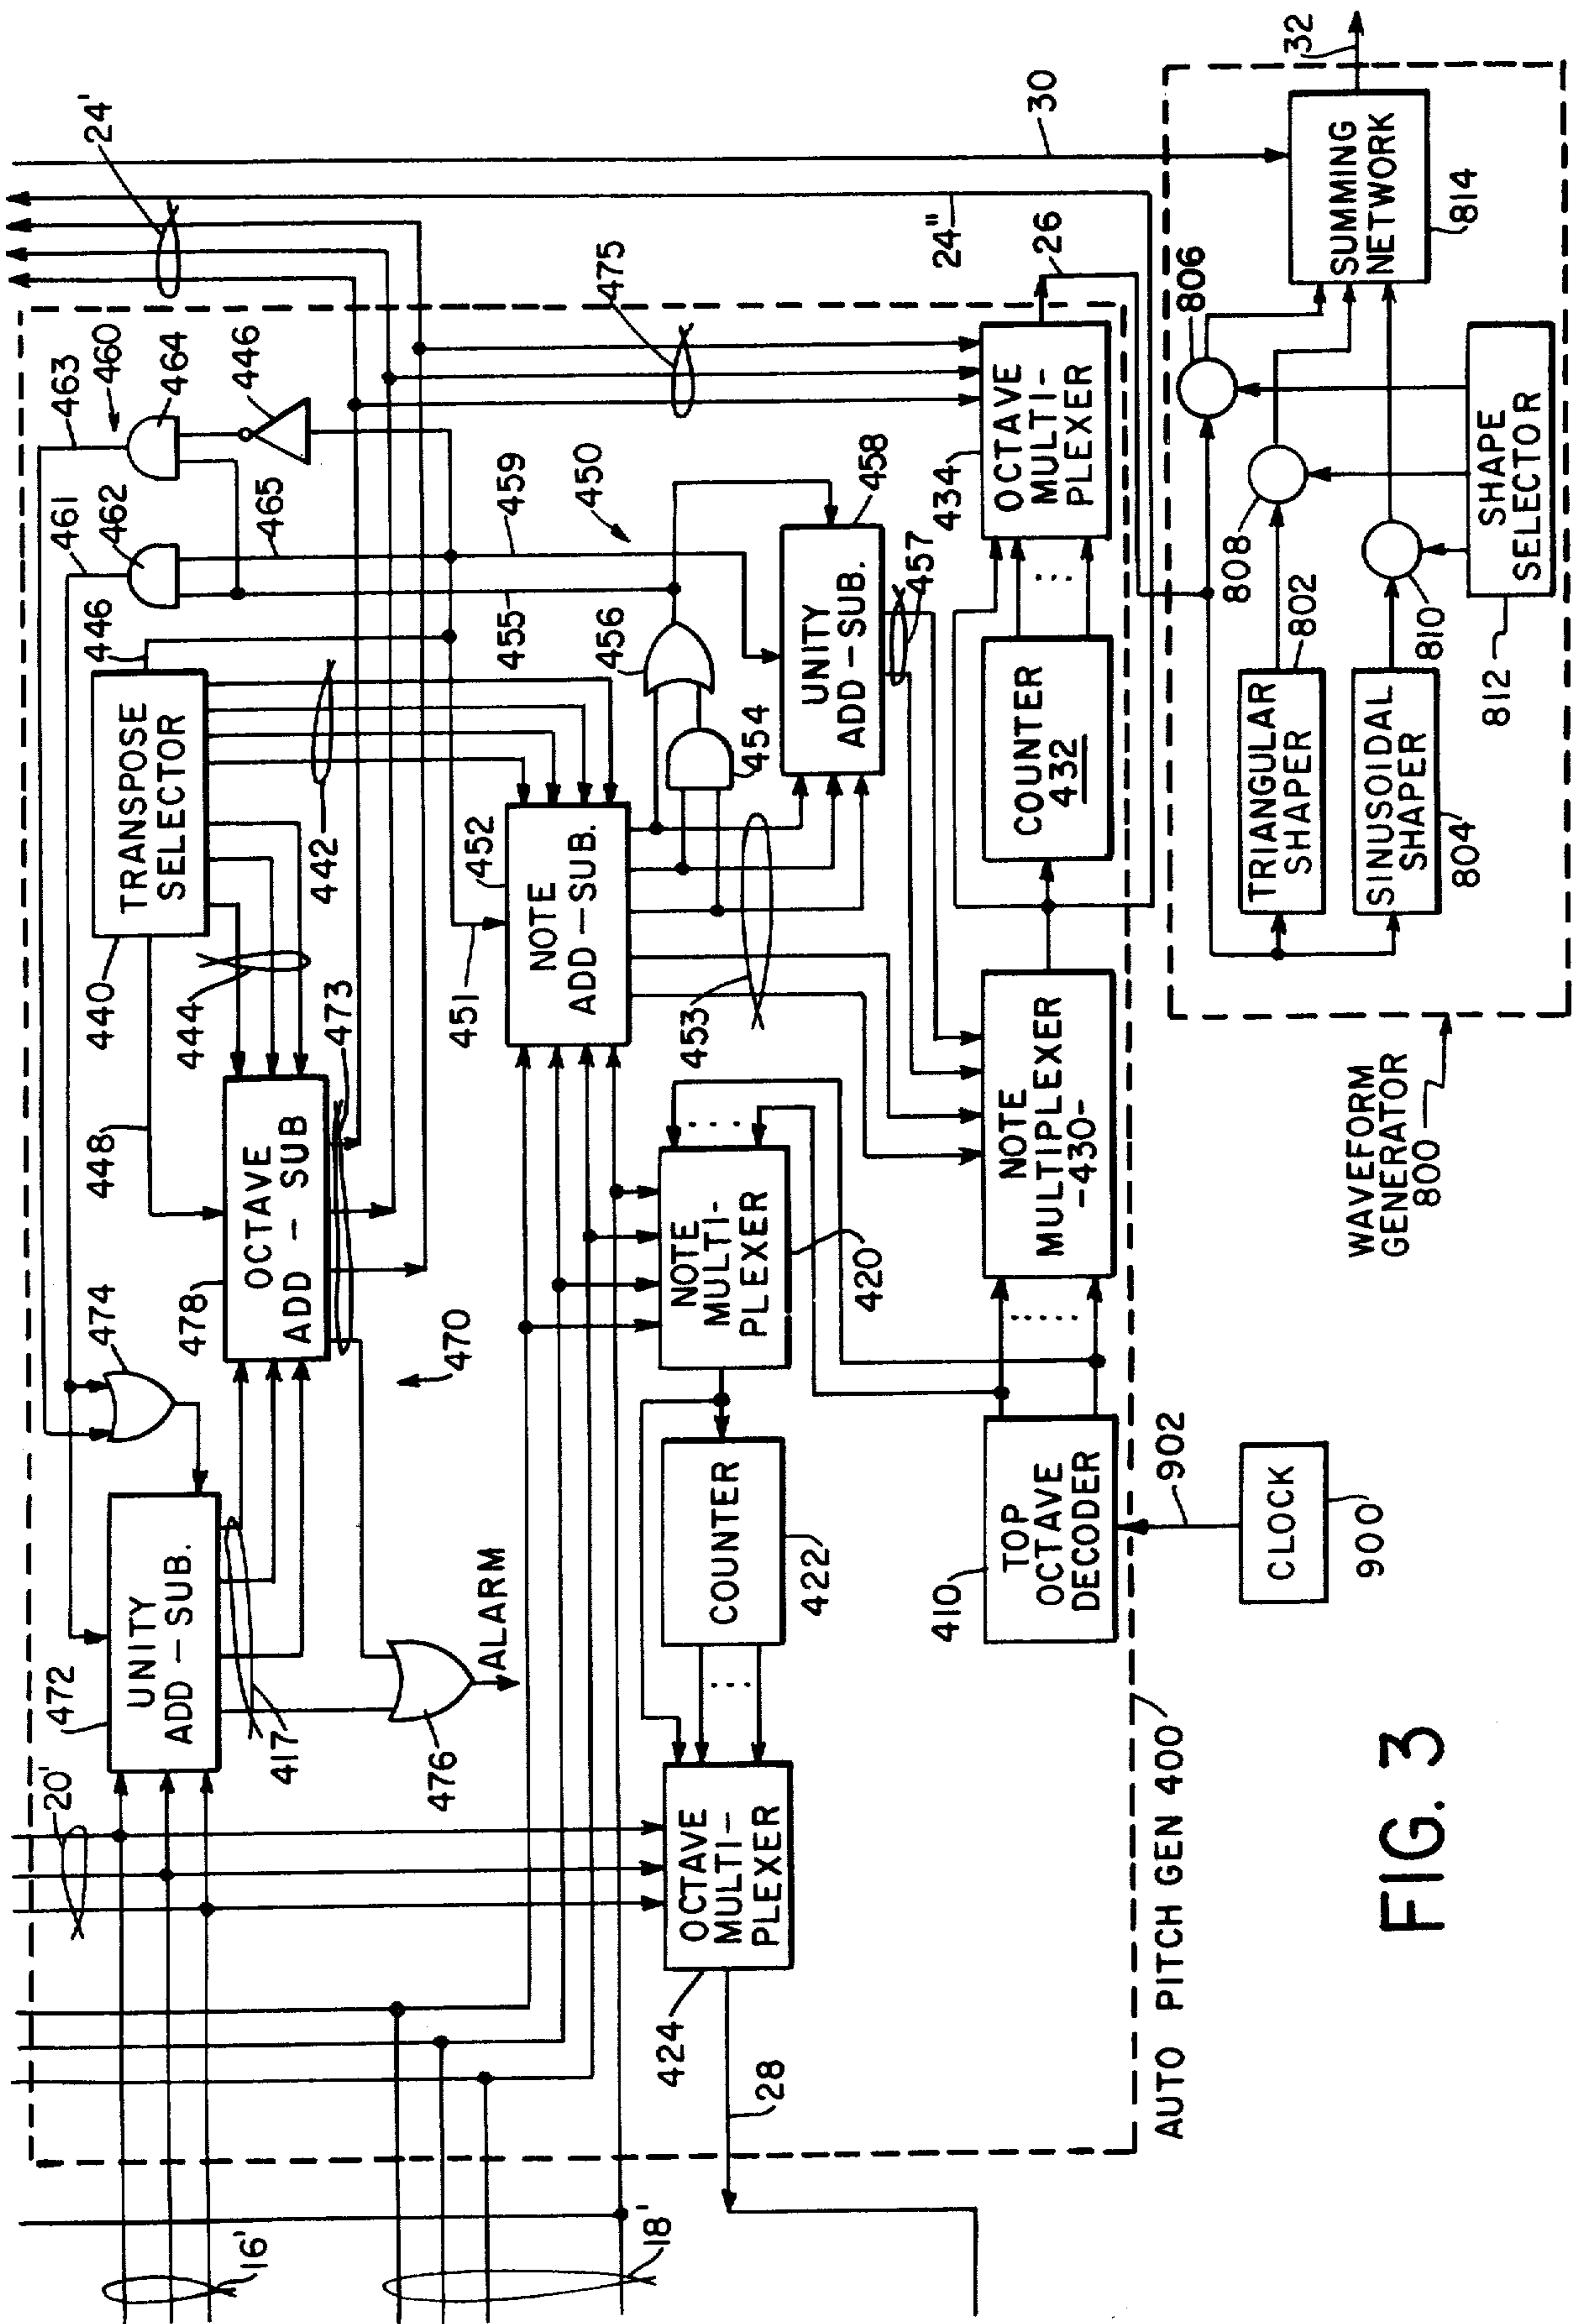 20'
472
UNITY
ADD-SUB.
417
476
ALARM
474
478
OCTAVE
ADD-SUB
473
470
448
444
440
TRANSPOSE
SELECTOR
442
446
461
462
463
460
464
446
465
455
459
450
24'
475
16'
18'
28
424
OCTAVE
MULTI-
PLEXER
COUNTER
422
NOTE
MULTI-
PLEXER
420
451
452
NOTE
ADD-SUB.
453
454
456
UNITY
ADD-SUB.
458
457
410
TOP
OCTAVE
DECODER
NOTE
MULTIPLEXER
-430-
COUNTER
432
434
OCTAVE
MULTI-
PLEXER
26
24"
30
AUTO PITCH GEN 400
902
CLOCK
900
WAVEFORM
GENERATOR
800
TRIANGULAR
SHAPER
802
SINUSOIDAL
SHAPER
804
806
808
810
812
SHAPE
SELECTOR
SUMMING
NETWORK
814
32
FIG. 3